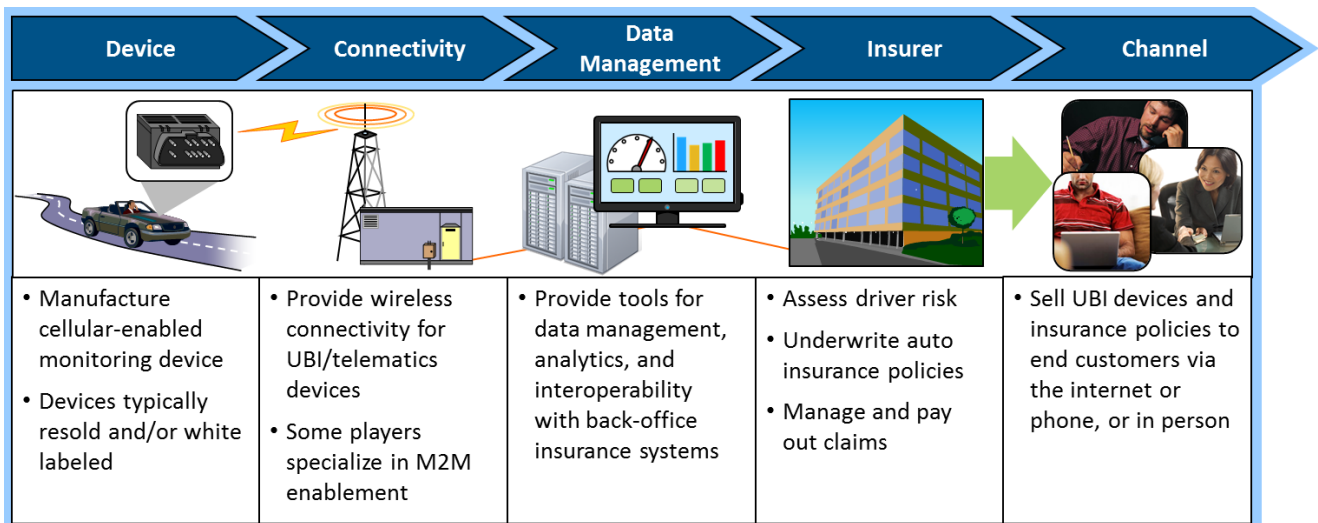 Device
Connectivity
Data
Management
Insurer
Channel
• Manufacture
cellular-enabled
monitoring device
• Devices typically
resold and/or white
labeled
• Provide wireless
connectivity for
UBI/telematics
devices
• Some players
specialize in M2M
enablement
• Provide tools for
data management,
analytics, and
interoperability
with back-office
insurance systems
• Assess driver risk
• Underwrite auto
insurance policies
• Manage and pay
out claims
• Sell UBI devices and
insurance policies to
end customers via
the internet or
phone, or in person